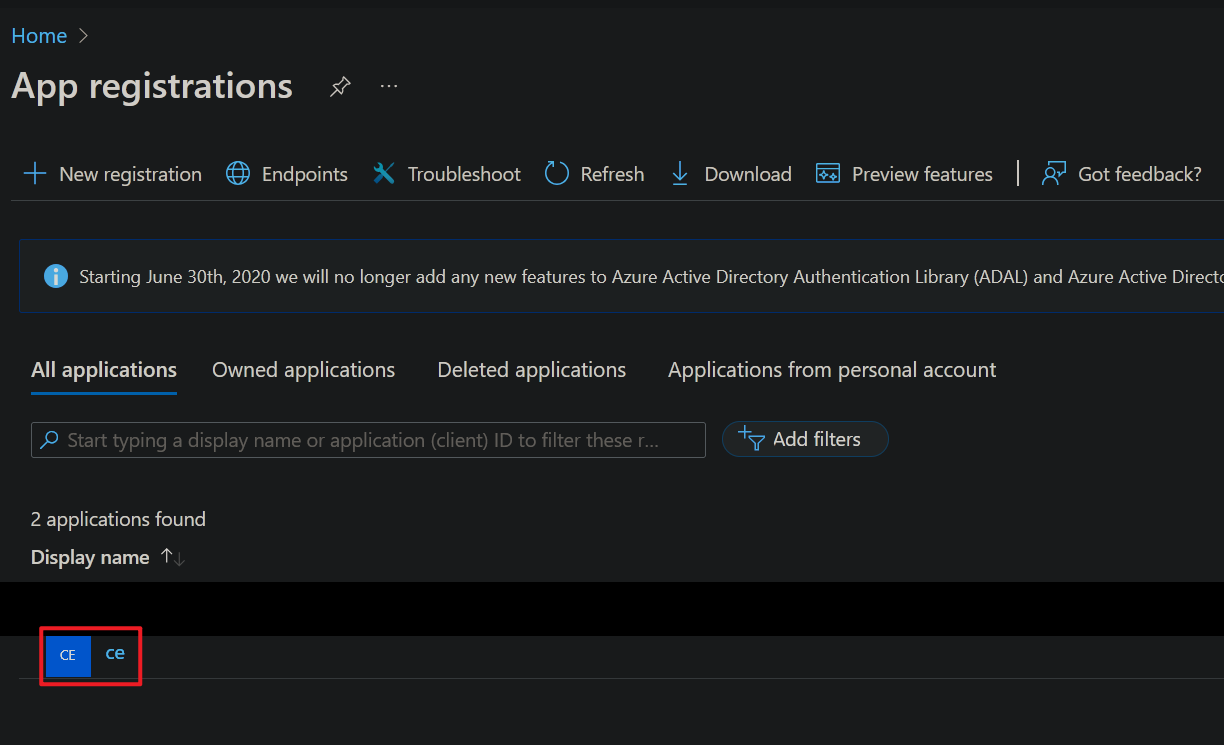 Home
App registrations
New registration Endpoints Troubleshoot Refresh Download Preview features Got feedback?
Starting June 30th, 2020 we will no longer add any new features to Azure Active Directory Authentication Library (ADAL) and Azure Active Directo
All applications Owned applications Deleted applications Applications from personal account
Start typing a display name or application (client) ID to filter these r... Add filters
2 applications found
Display name
CE ce